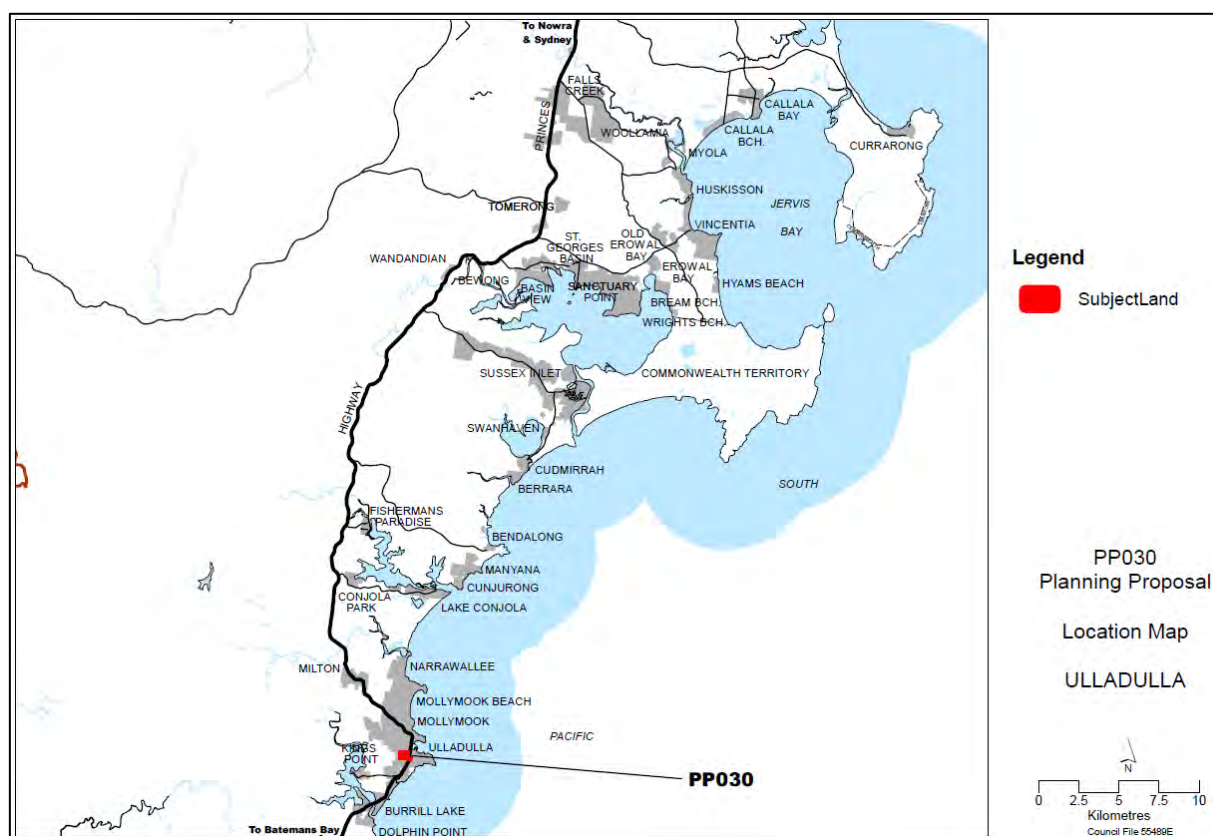 To Nowra
& Sydney
FALLS
CREEK
PRINCES
WOOLLAMIA
CALLALA
BAY
CALLALA
BCH.
CURRARONG
MYOLA
HUSKISSON
JERVIS
BAY
TOMERONG
VINCENTIA
ST.
GEORGES
BASIN
OLD
EROWAL
BAY
WANDANDIAN
BEWONG
BASIN
VIEW
SANCTUARY
POINT
EROWAL
BAY
HYAMS BEACH
BREAM BCH.
WRIGHTS BCH.
SUSSEX INLET
COMMONWEALTH TERRITORY
HIGHWAY
SWANHAVEN
CUDMIRRAH
BERRARA
SOUTH
FISHERMANS
PARADISE
BENDALONG
MANYANA
CUNJURONG
CONJOLA
PARK
LAKE CONJOLA
MILTON
NARRAWALLEE
MOLLYMOOK BEACH
MOLLYMOOK
PACIFIC
KINGS
POINT
ULLADULLA
PP030
BURRILL LAKE
To Batemans Bay
DOLPHIN POINT
Legend
SubjectLand
PP030
Planning Proposal
Location Map
ULLADULLA
N
0 2.5 5 7.5 10
Kilometres
Council File 55489E